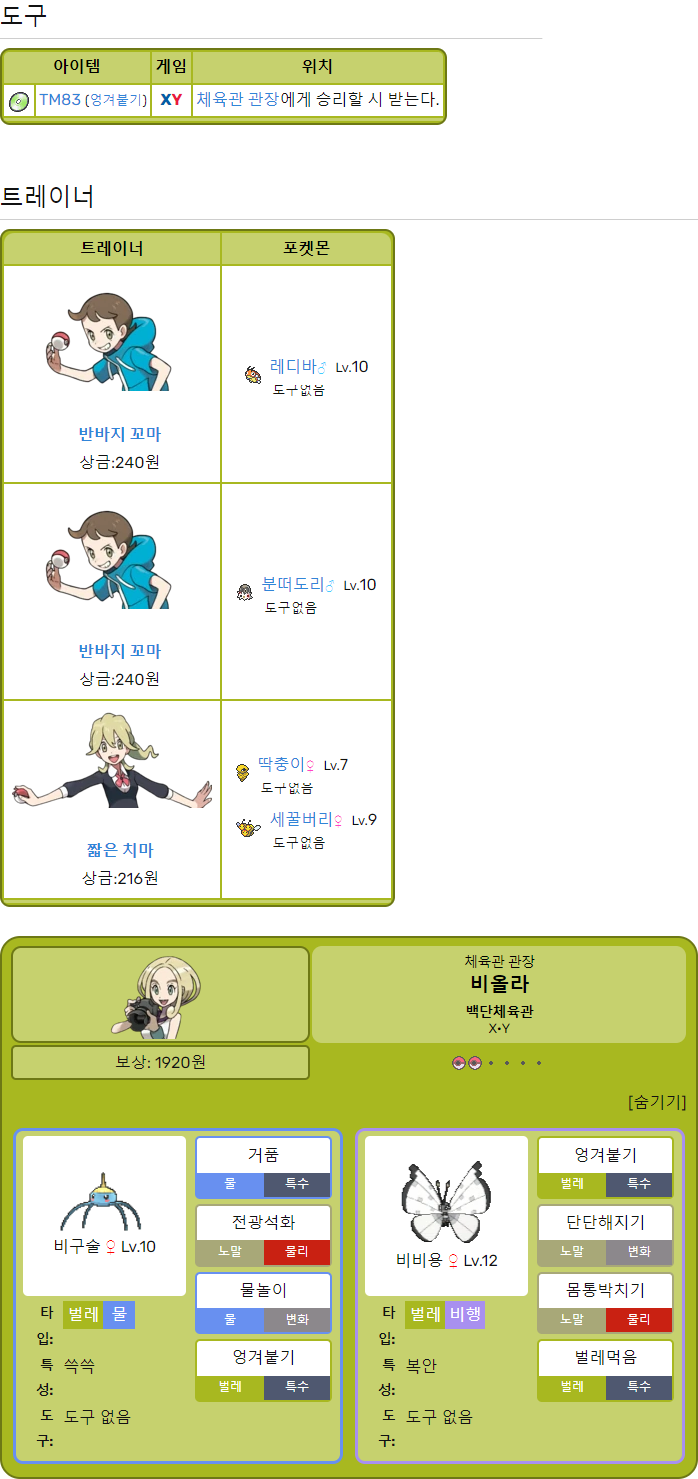 도구
아이템 게임 위치
TM83 (엉겨붙기) XY 체육관 관장에게 승리할 시 받는다.
트레이너
트레이너 포켓몬
레디바♂ Lv.10
도구없음
반바지 꼬마
상금:240원
분떠도리♂ Lv.10
도구없음
반바지 꼬마
상금:240원
딱충이♀ Lv.7
도구없음
세꿀버리♀ Lv.9
도구없음
짧은 치마
상금:216원
체육관 관장
비올라
백단체육관
X•Y
보상: 1920원
[숨기기]
비구술 ♀ Lv.10
거품
물 특수
전광석화
노말 물리
물놀이
물 변화
엉겨붙기
벌레 특수
타입: 벌레 물
특성: 쓱쓱
도구: 도구 없음
비비용 ♀ Lv.12
엉겨붙기
벌레 특수
단단해지기
노말 변화
몸통박치기
노말 물리
벌레먹음
벌레 특수
타입: 벌레 비행
특성: 복안
도구: 도구 없음